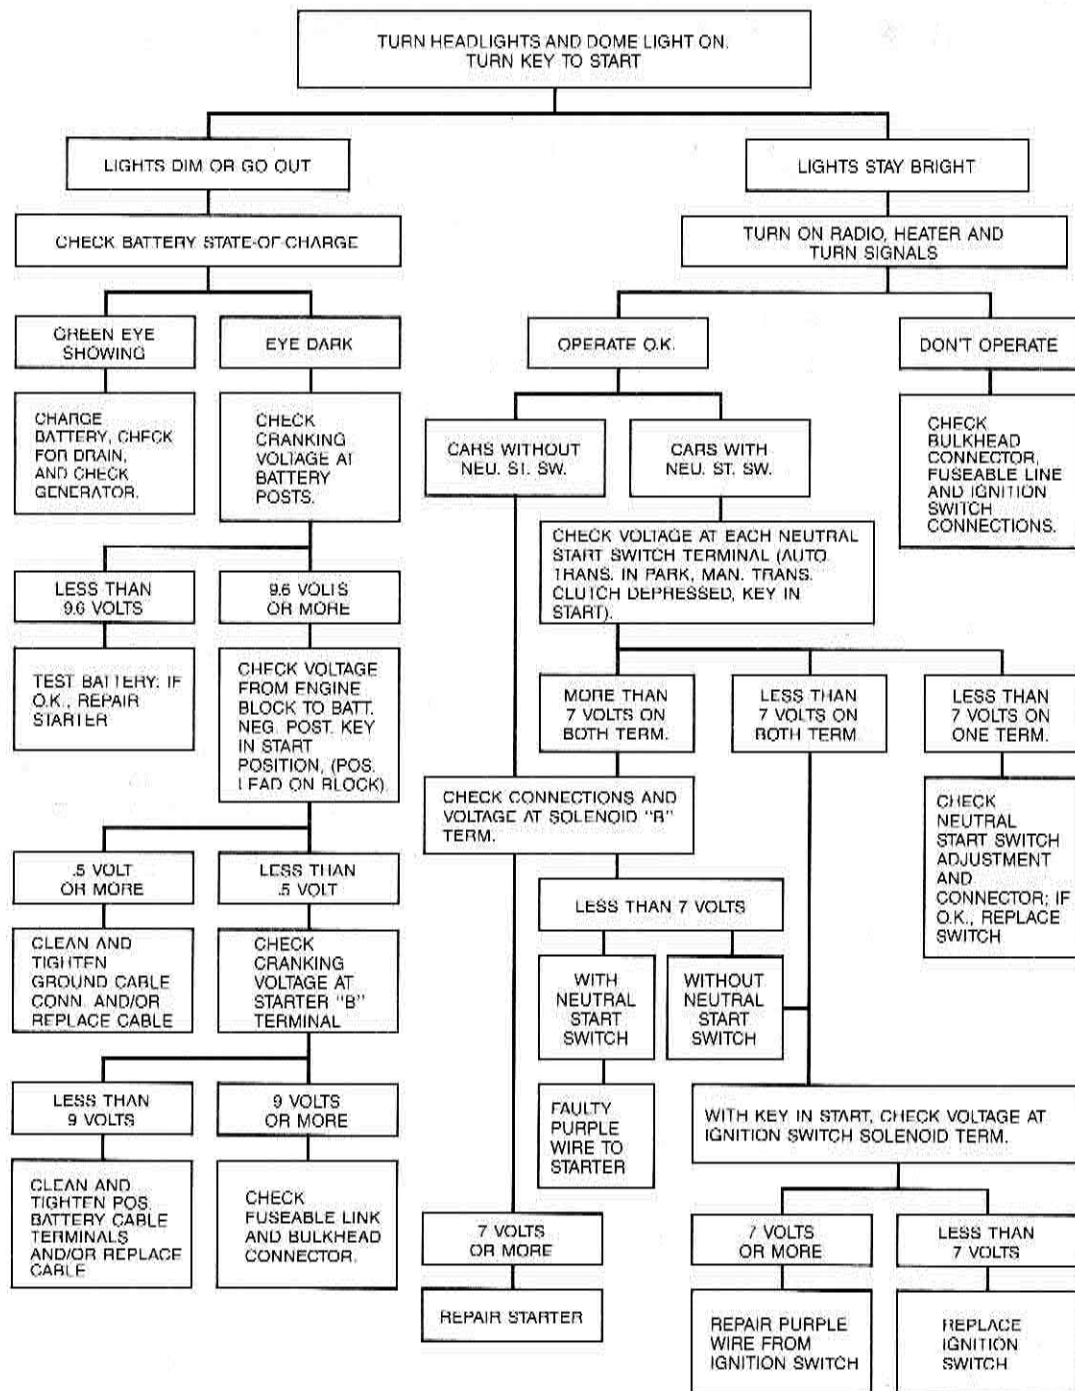 TURN HEADLIGHTS AND DOME LIGHT ON.
TURN KEY TO START
LIGHTS DIM OR GO OUT
CHECK BATTERY STATE-OF-CHARGE
GREEN EYE
SHOWING
EYE DARK
CHARGE
BATTERY, CHECK
FOR DRAIN,
AND CHECK
GENERATOR.
CHECK
CRANKING
VOLTAGE AT
BATTERY
POSTS.
LESS THAN
9.6 VOLTS
9.6 VOLTS
OR MORE
TEST BATTERY: IF
O.K., REPAIR
STARTER
CHECK VOLTAGE
FROM ENGINE
BLOCK TO BATT.
NEG. POST. KEY
IN START
POSITION, (POS.
LEAD ON BLOCK).
.5 VOLT
OR MORE
LESS THAN
.5 VOLT
CLEAN AND
TIGHTEN
GROUND CABLE
CONN. AND/OR
REPLACE CABLE
CHECK
CRANKING
VOLTAGE AT
STARTER "B"
TERMINAL
LESS THAN
9 VOLTS
9 VOLTS
OR MORE
CLEAN AND
TIGHTEN POS.
BATTERY CABLE
TERMINALS
AND/OR REPLACE
CABLE
CHECK
FUSEABLE LINK
AND BULKHEAD
CONNECTOR.
LIGHTS STAY BRIGHT
TURN ON RADIO, HEATER AND
TURN SIGNALS
OPERATE O.K.
DON'T OPERATE
CARS WITHOUT
NEU. ST. SW.
CARS WITH
NEU. ST. SW.
CHECK
BULKHEAD
CONNECTOR,
FUSEABLE LINE
AND IGNITION
SWITCH
CONNECTIONS.
CHECK VOLTAGE AT EACH NEUTRAL
START SWITCH TERMINAL (AUTO.
TRANS. IN PARK, MAN. TRANS.
CLUTCH DEPRESSED, KEY IN
START).
MORE THAN
7 VOLTS ON
BOTH TERM.
LESS THAN
7 VOLTS ON
BOTH TERM.
LESS THAN
7 VOLTS ON
ONE TERM.
CHECK CONNECTIONS AND
VOLTAGE AT SOLENOID "B"
TERM.
CHECK
NEUTRAL
START SWITCH
ADJUSTMENT
AND
CONNECTOR; IF
O.K., REPLACE
SWITCH
LESS THAN 7 VOLTS
WITH
NEUTRAL
START
SWITCH
WITHOUT
NEUTRAL
START
SWITCH
FAULTY
PURPLE
WIRE TO
STARTER
WITH KEY IN START, CHECK VOLTAGE AT
IGNITION SWITCH SOLENOID TERM.
7 VOLTS
OR MORE
7 VOLTS
OR MORE
LESS THAN
7 VOLTS
REPAIR STARTER
REPAIR PURPLE
WIRE FROM
IGNITION SWITCH
REPLACE
IGNITION
SWITCH